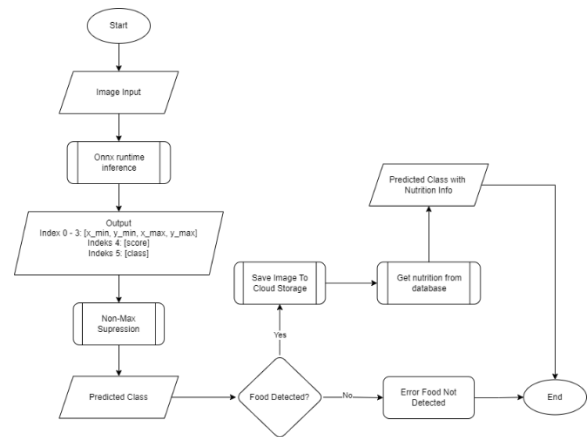 Start
Image Input
Onnx runtime
inference
Output
Index 0 - 3: [x_min, y_min, x_max, y_max]
Indeks 4: [score]
Indeks 5: [class]
Non-Max
Supression
Predicted Class
Food Detected?
Yes
Save Image To
Cloud Storage
Get nutrition from
database
Predicted Class with
Nutrition Info
No
Error Food Not
Detected
End